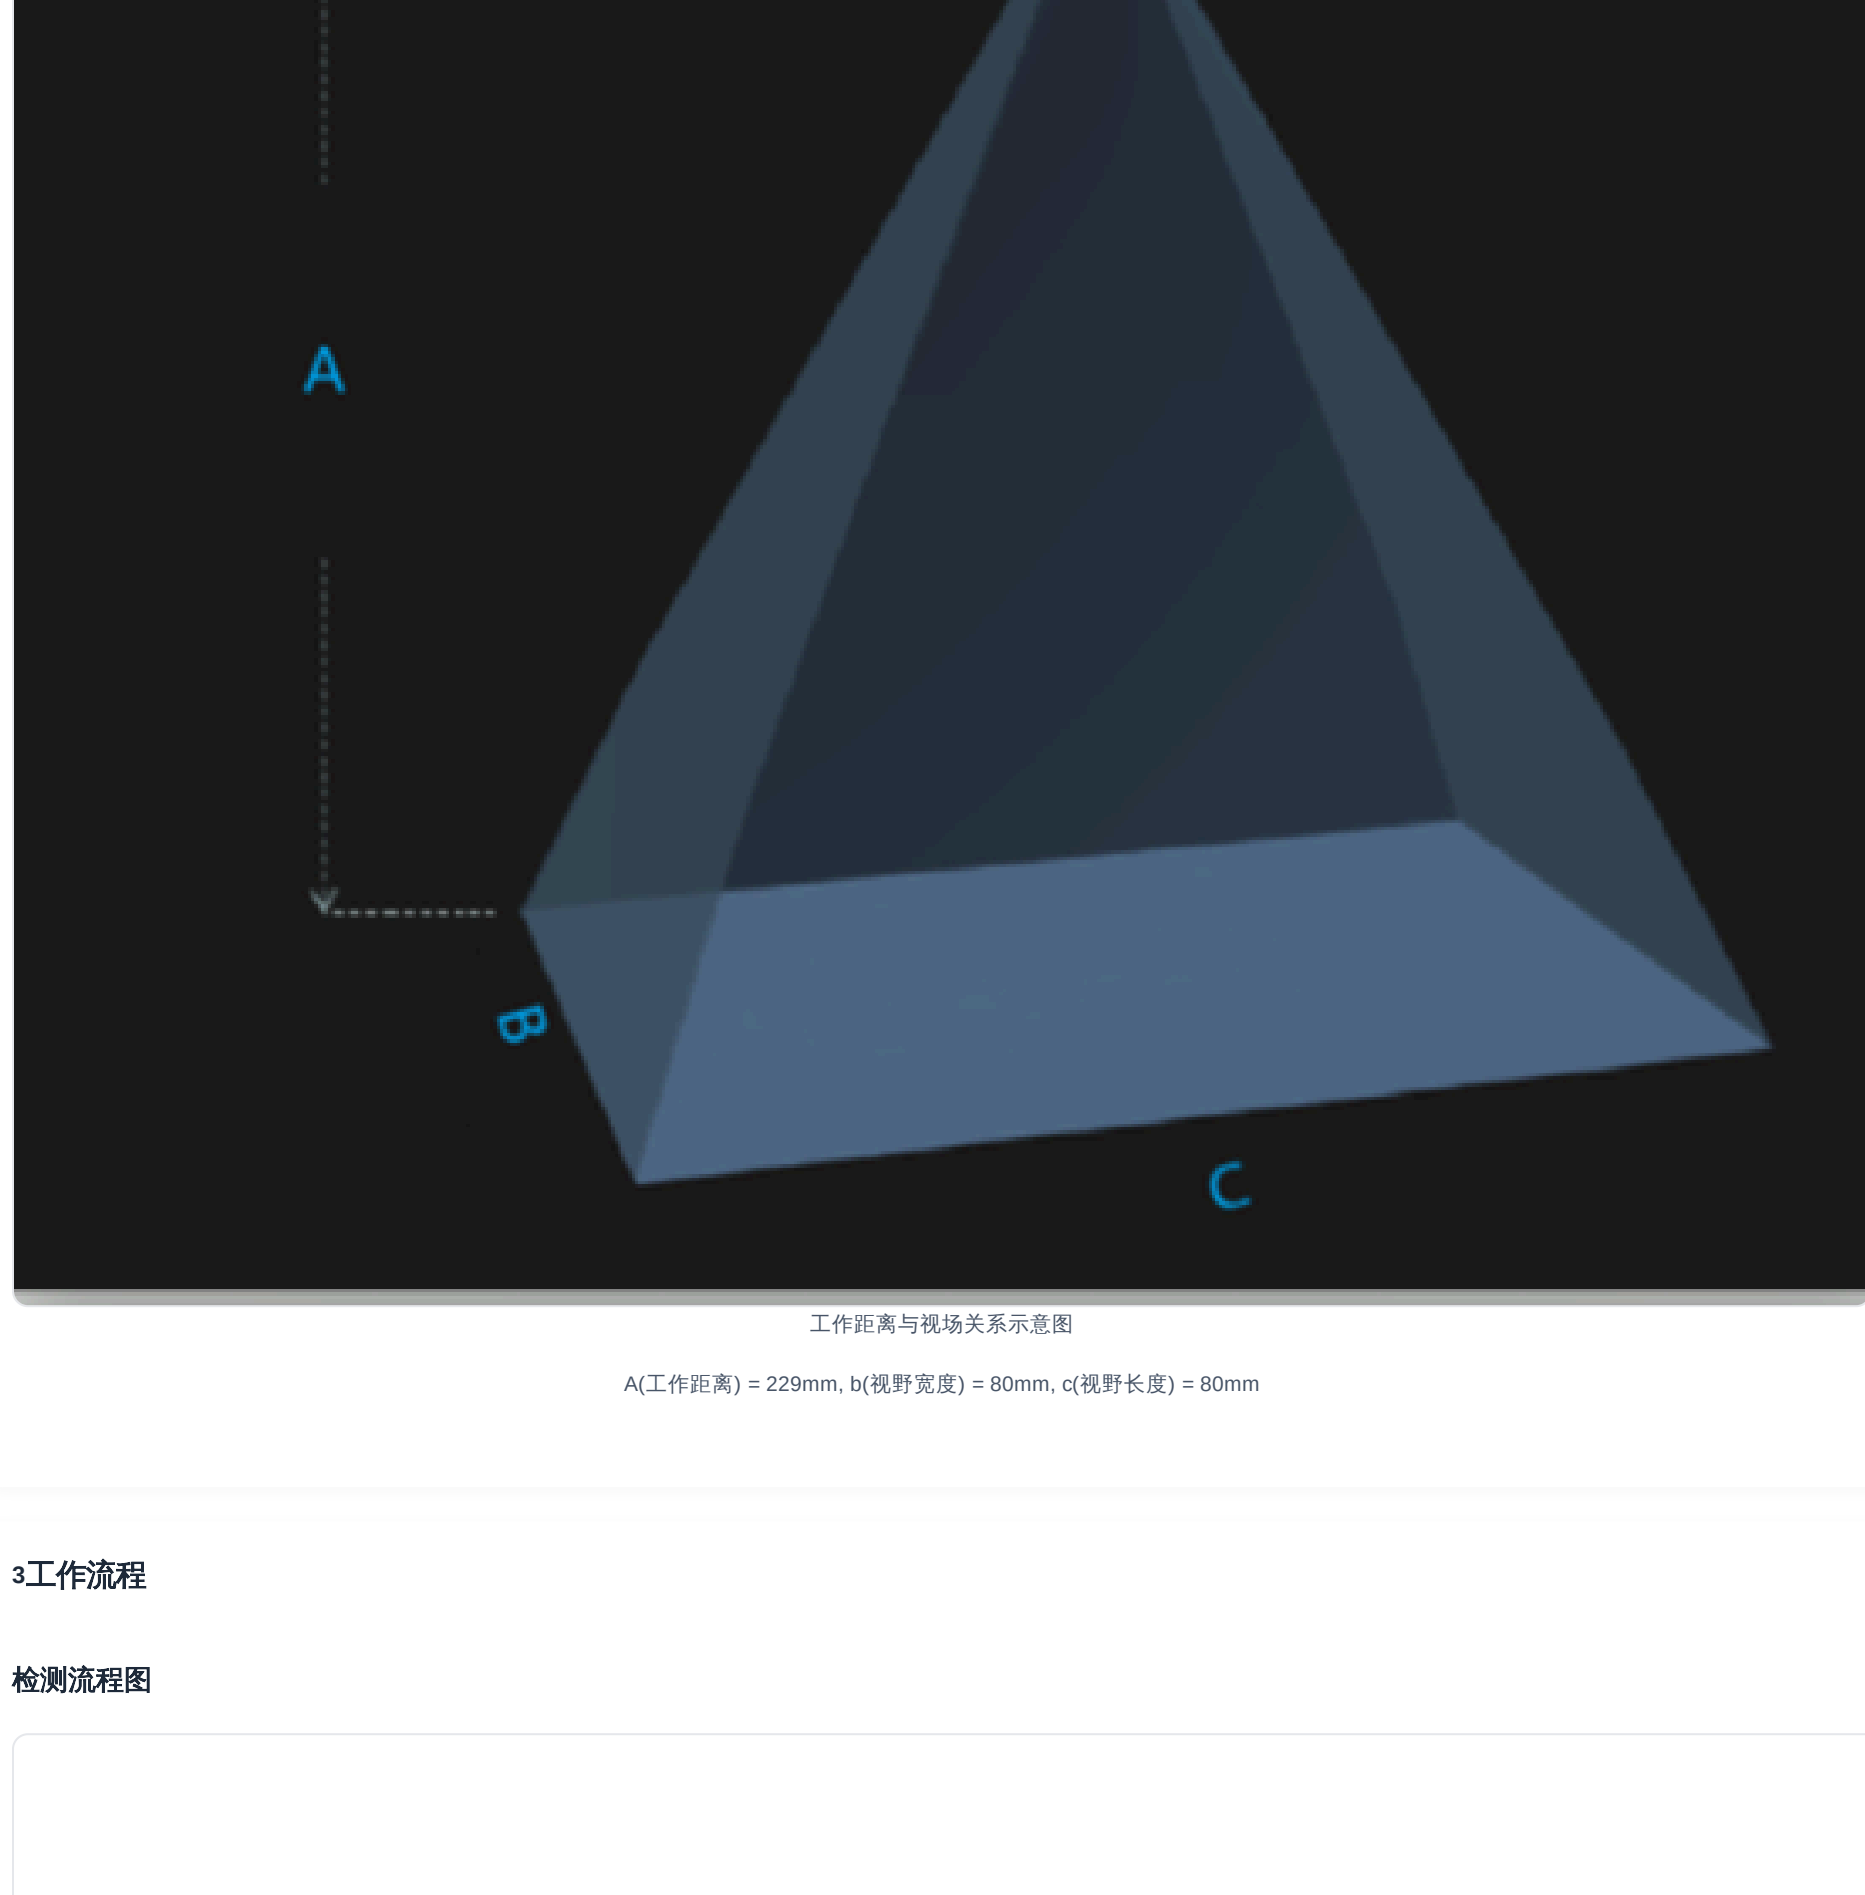 A
B
C
工作距离与视场关系示意图
A(工作距离) = 229mm, b(视野宽度) = 80mm, c(视野长度) = 80mm
3工作流程
检测流程图